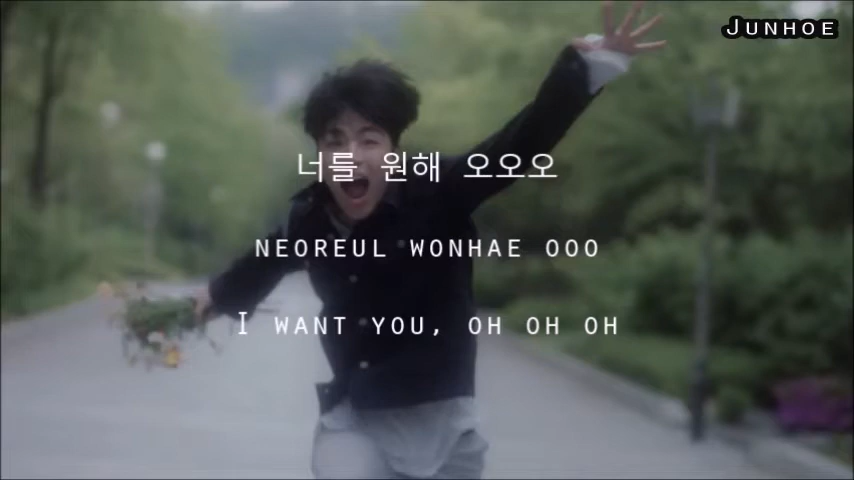 JUNHOE
너를 원해 오오오
NEOREUL WONHAE OOO
I WANT YOU, OH OH OH